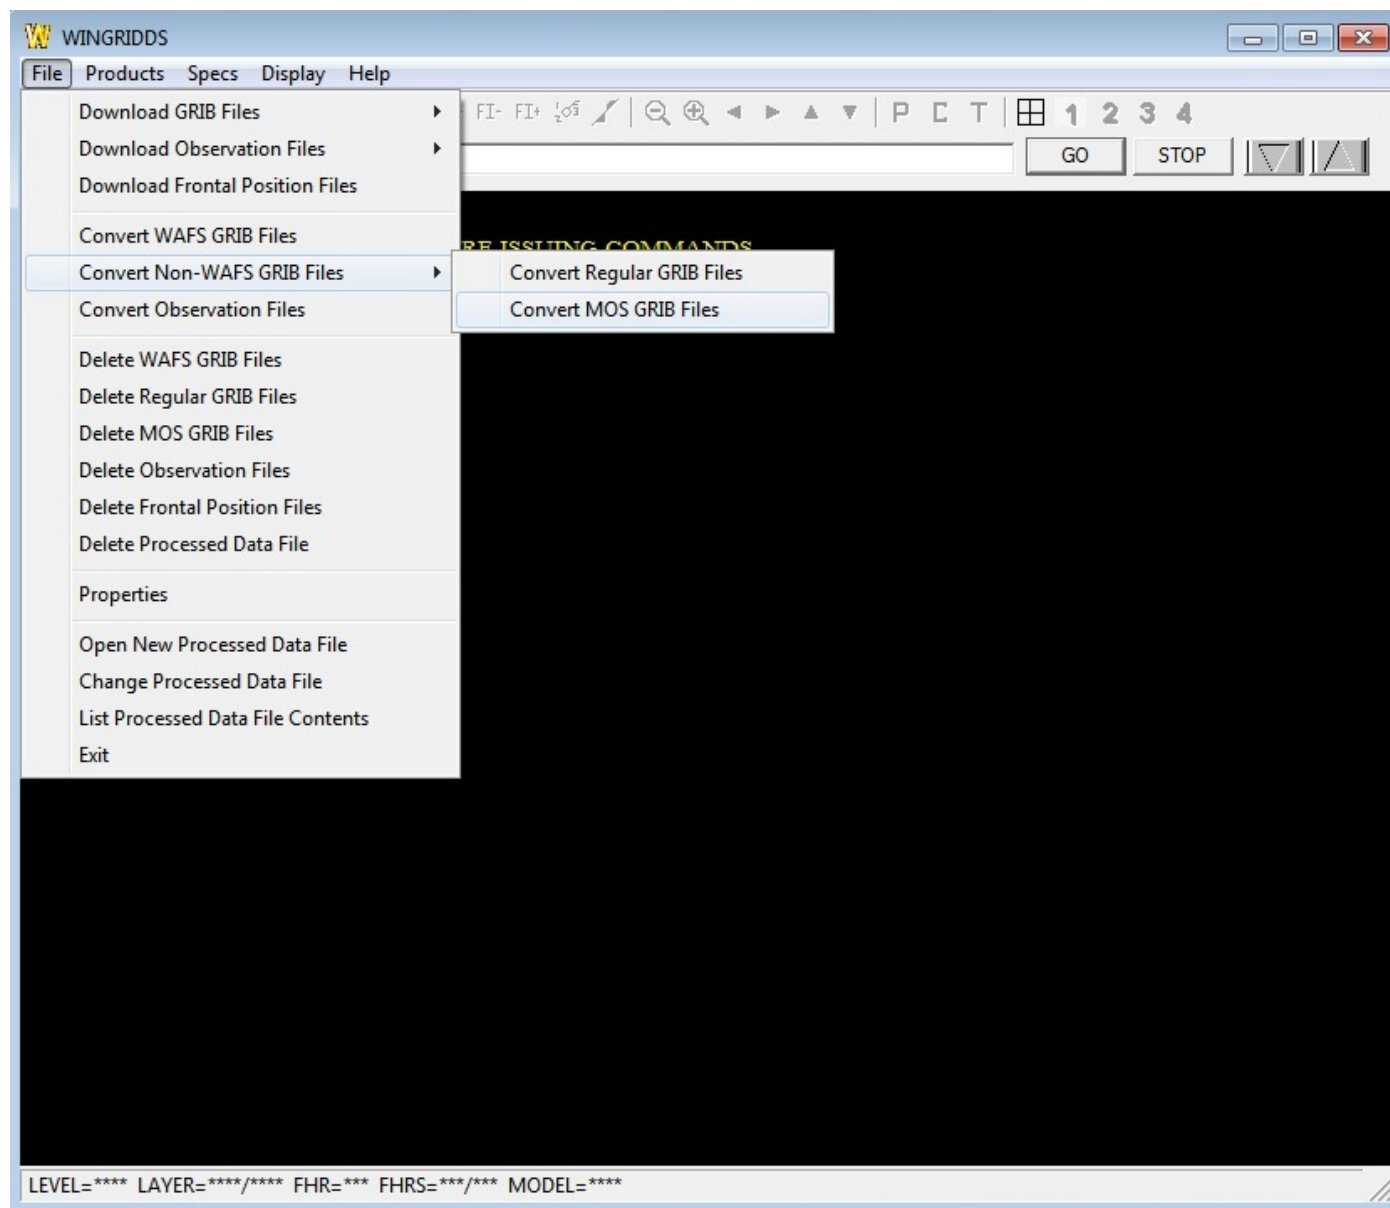 WINGRIDDS
File Products Specs Display Help
Download GRIB Files
FI- FI+ P C T 1 2 3 4
Download Observation Files
GO STOP
Download Frontal Position Files
Convert WAFS GRIB Files
ISSUING COMMANDS
Convert Non-WAFS GRIB Files
Convert Regular GRIB Files
Convert Observation Files
Convert MOS GRIB Files
Delete WAFS GRIB Files
Delete Regular GRIB Files
Delete MOS GRIB Files
Delete Observation Files
Delete Frontal Position Files
Delete Processed Data File
Properties
Open New Processed Data File
Change Processed Data File
List Processed Data File Contents
Exit
LEVEL=**** LAYER=****/**** FHR=*** FHRS=***/*** MODEL=****